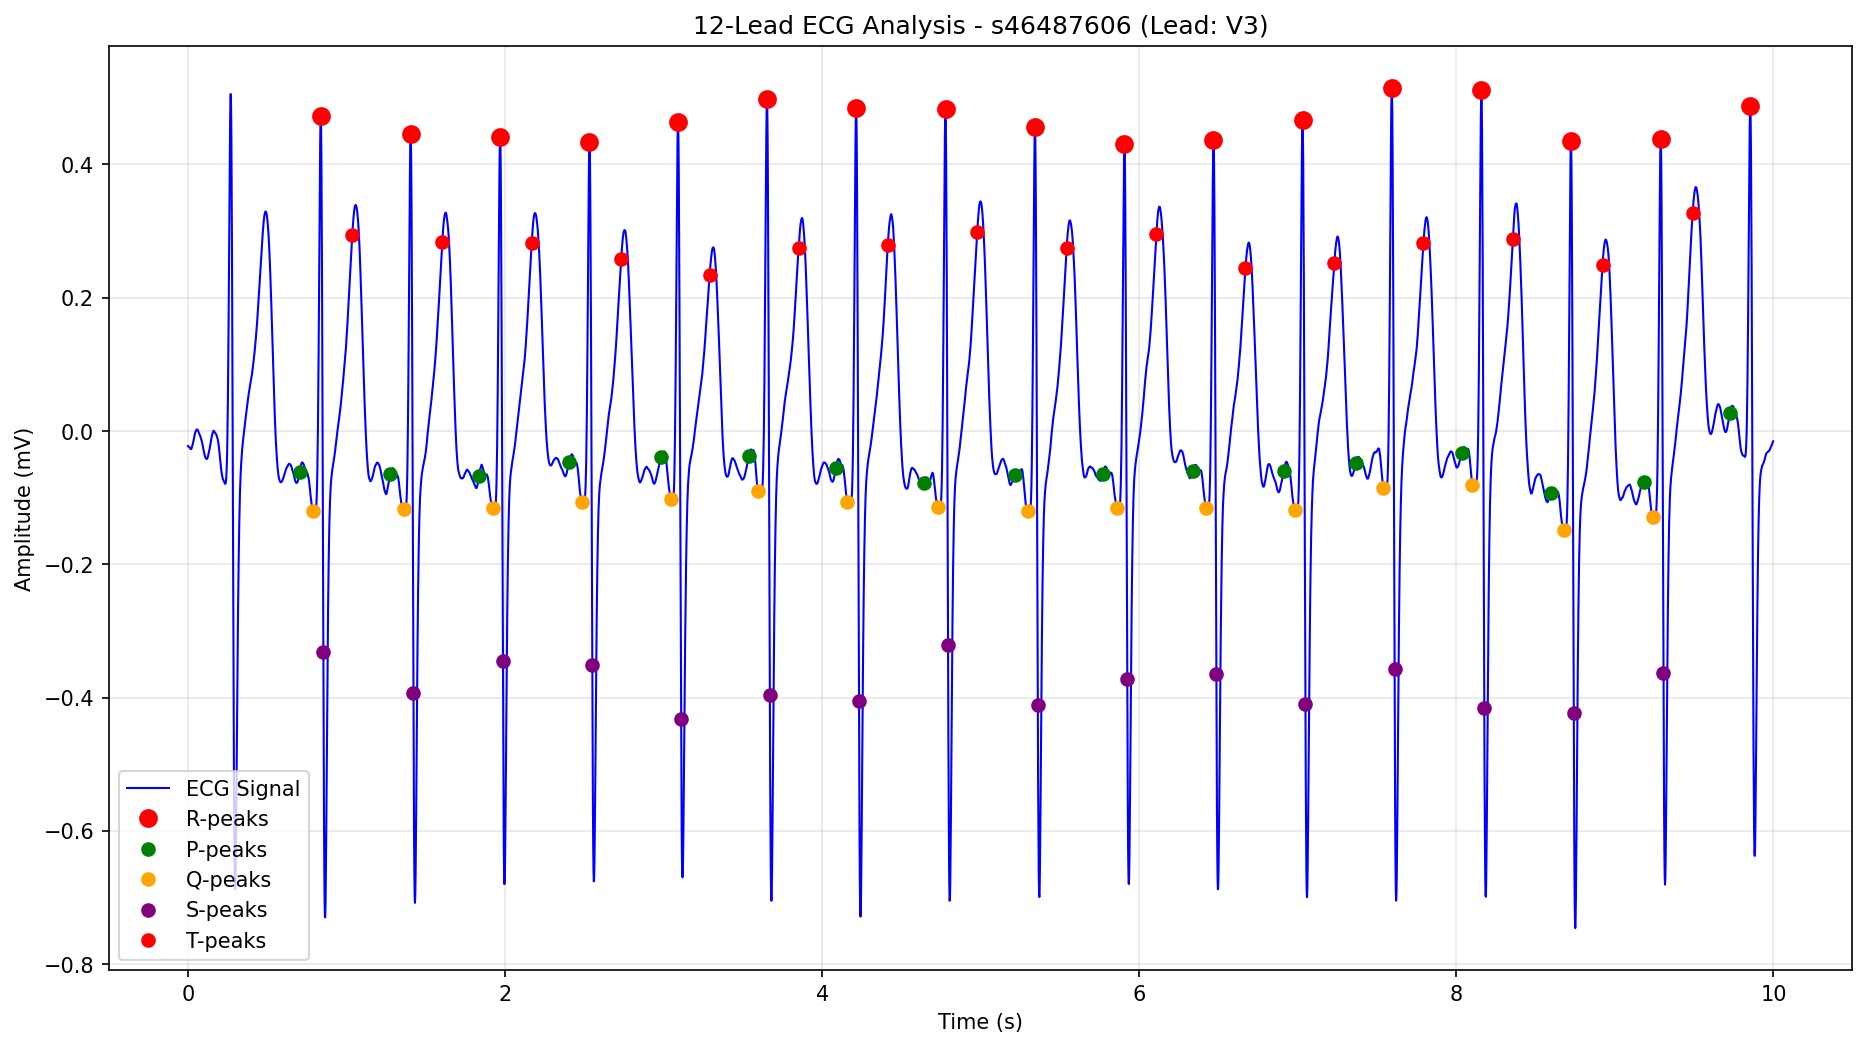 12-Lead ECG Analysis - s46487606 (Lead: V3)
Amplitude (mV)
0.4
0.2
0.0
−0.2
−0.4
−0.6
−0.8
ECG Signal
R-peaks
P-peaks
Q-peaks
S-peaks
T-peaks
0 2 4 6 8 10
Time (s)